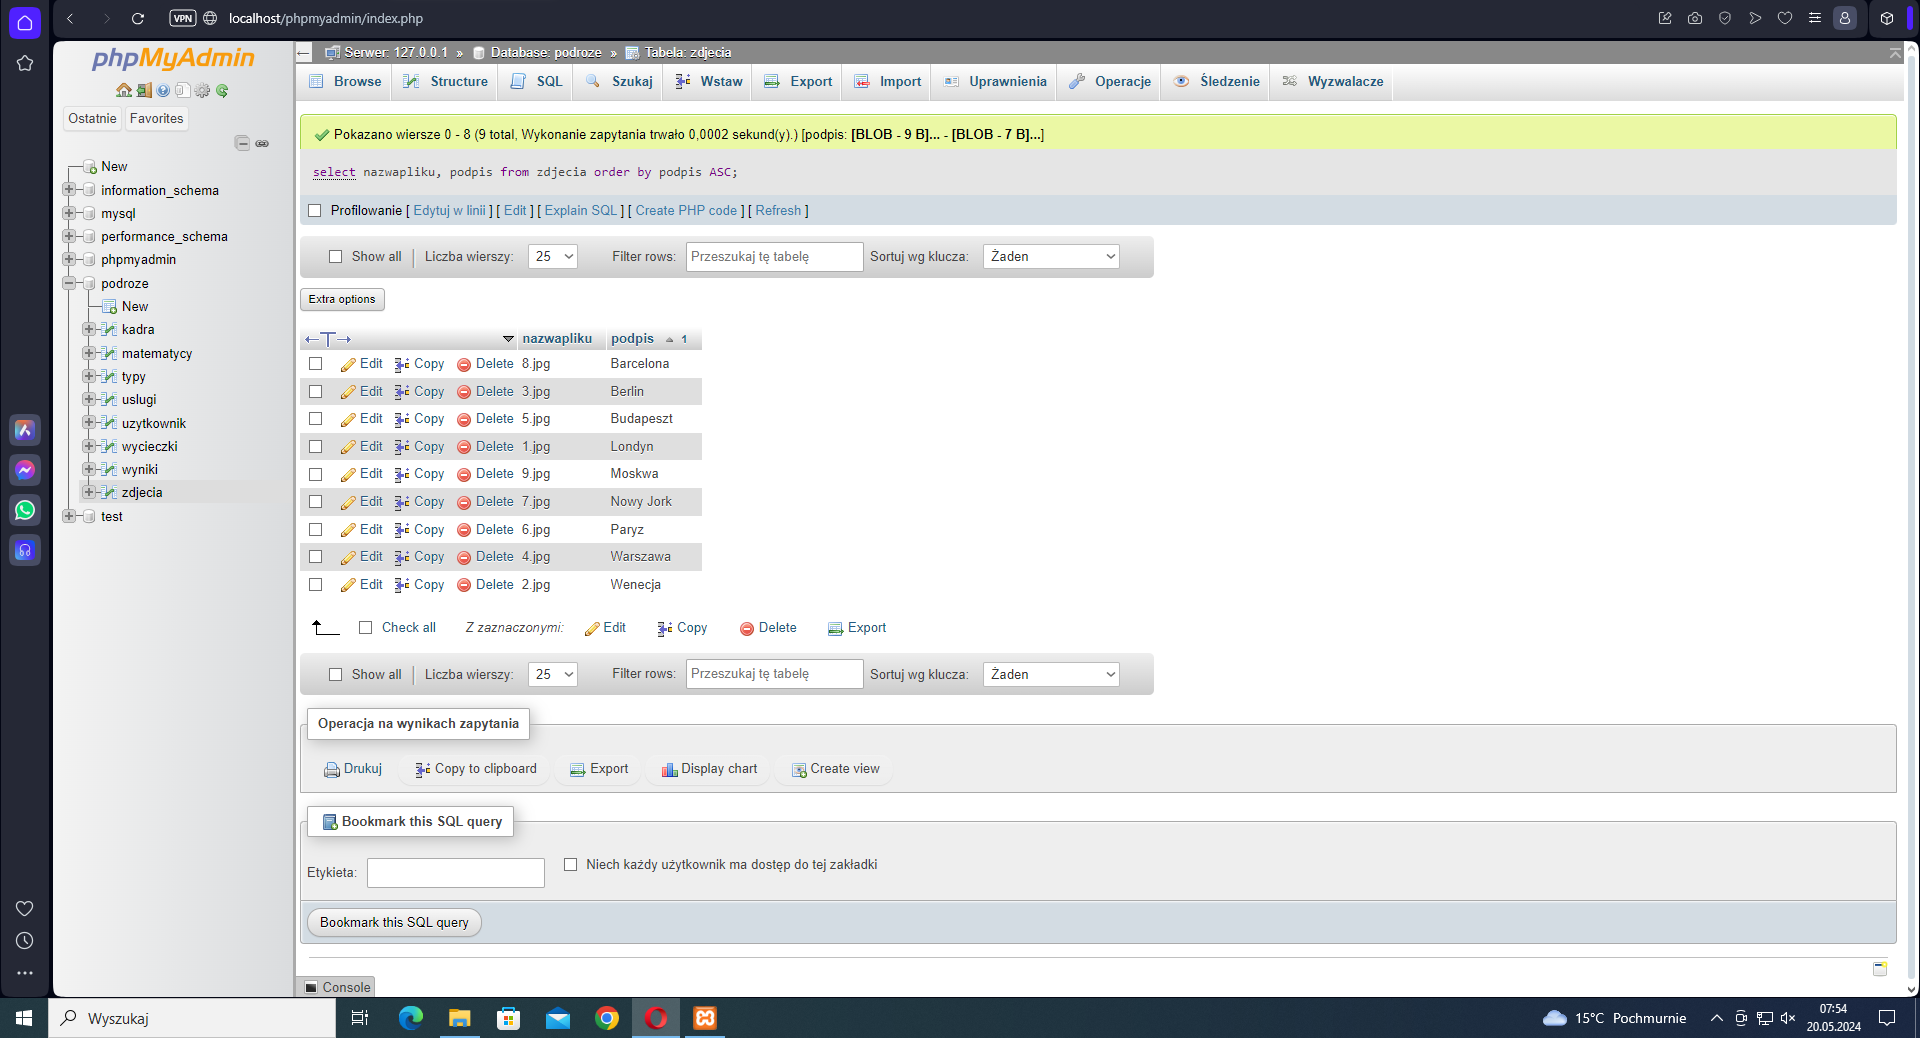 VPN localhost/phpmyadmin/index.php
phpMyAdmin
Ostatnie Favorites
New
information_schema
mysql
performance_schema
phpmyadmin
podroze
New
kadra
matematycy
typy
uslugi
uzytkownik
wycieczki
wyniki
zdjecia
test
Serwer: 127.0.0.1 » Database: podroze » Tabela: zdjecia
Browse Structure SQL Szukaj Wstaw Export Import Uprawnienia Operacje Śledzenie Wyzwalacze
Pokazano wiersze 0 - 8 (9 total, Wykonanie zapytania trwało 0,0002 sekund(y).) [podpis: [BLOB - 9 B]... - [BLOB - 7 B]...]
select nazwapliku, podpis from zdjecia order by podpis ASC;
Profilowanie [ Edytuj w linii ] [ Edit ] [ Explain SQL ] [ Create PHP code ] [ Refresh ]
Show all Liczba wierszy: 25 Filter rows: Przeszukaj tę tabelę Sortuj wg klucza: Żaden
Extra options
nazwapliku podpis 1
Edit Copy Delete 8.jpg Barcelona
Edit Copy Delete 3.jpg Berlin
Edit Copy Delete 5.jpg Budapeszt
Edit Copy Delete 1.jpg Londyn
Edit Copy Delete 9.jpg Moskwa
Edit Copy Delete 7.jpg Nowy Jork
Edit Copy Delete 6.jpg Paryz
Edit Copy Delete 4.jpg Warszawa
Edit Copy Delete 2.jpg Wenecja
Check all Z zaznaczonymi: Edit Copy Delete Export
Show all Liczba wierszy: 25 Filter rows: Przeszukaj tę tabelę Sortuj wg klucza: Żaden
Operacja na wynikach zapytania
Drukuj Copy to clipboard Export Display chart Create view
Bookmark this SQL query
Etykieta: Niech każdy użytkownik ma dostęp do tej zakładki
Bookmark this SQL query
Console
Wyszukaj 15°C Pochmurnie 07:54
20.05.2024